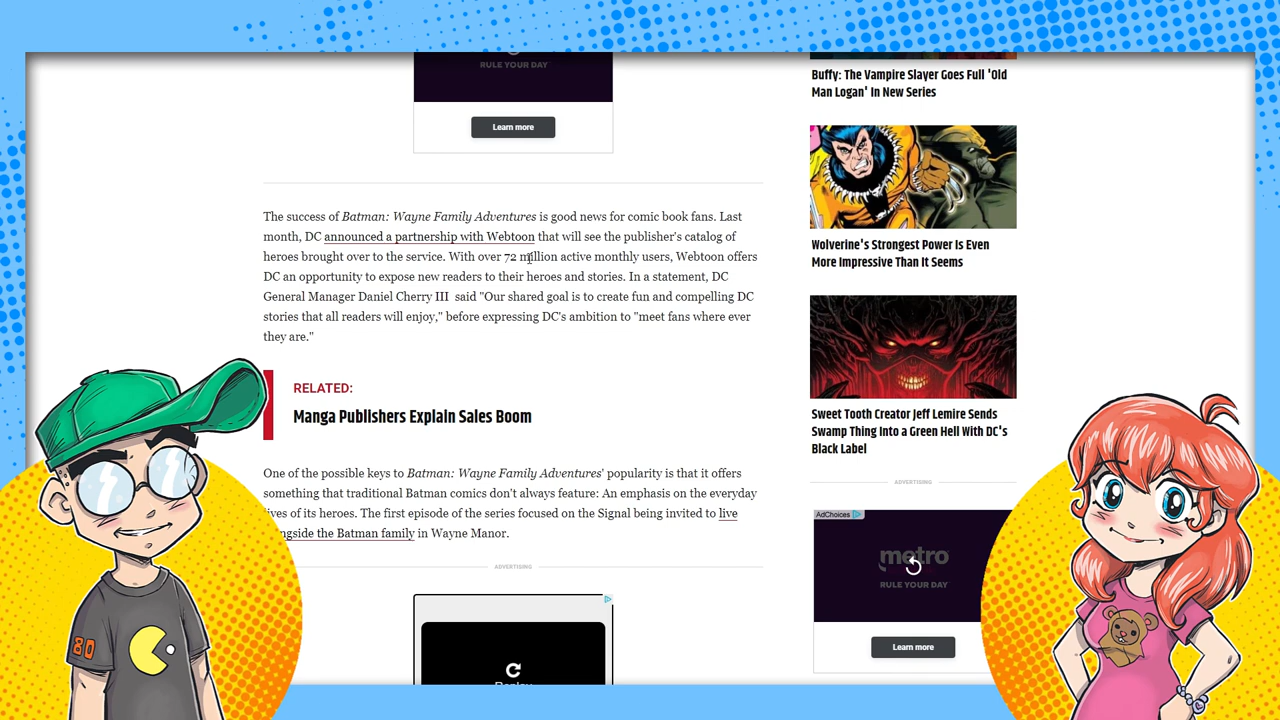 RULE YOUR DAY
Learn more
The success of Batman: Wayne Family Adventures is good news for comic book fans. Last
month, DC announced a partnership with Webtoon that will see the publisher's catalog of
heroes brought over to the service. With over 72 million active monthly users, Webtoon offers
DC an opportunity to expose new readers to their heroes and stories. In a statement, DC
General Manager Daniel Cherry III said "Our shared goal is to create fun and compelling DC
stories that all readers will enjoy," before expressing DC's ambition to "meet fans where ever
they are."
RELATED:
Manga Publishers Explain Sales Boom
One of the possible keys to Batman: Wayne Family Adventures' popularity is that it offers
something that traditional Batman comics don't always feature: An emphasis on the everyday
of its heroes. The first episode of the series focused on the Signal being invited to live
the Batman family in Wayne Manor.
ADVERTISING
Buffy: The Vampire Slayer Goes Full 'Old
Man Logan' In New Series
Wolverine's Strongest Power Is Even
More Impressive Than It Seems
Sweet Tooth Creator Jeff Lemire Sends
Swamp Thing Into a Green Hell With DC's
Black Label
ADVERTISING
AdChoices
metro
RULE YOUR DAY
Learn more
80